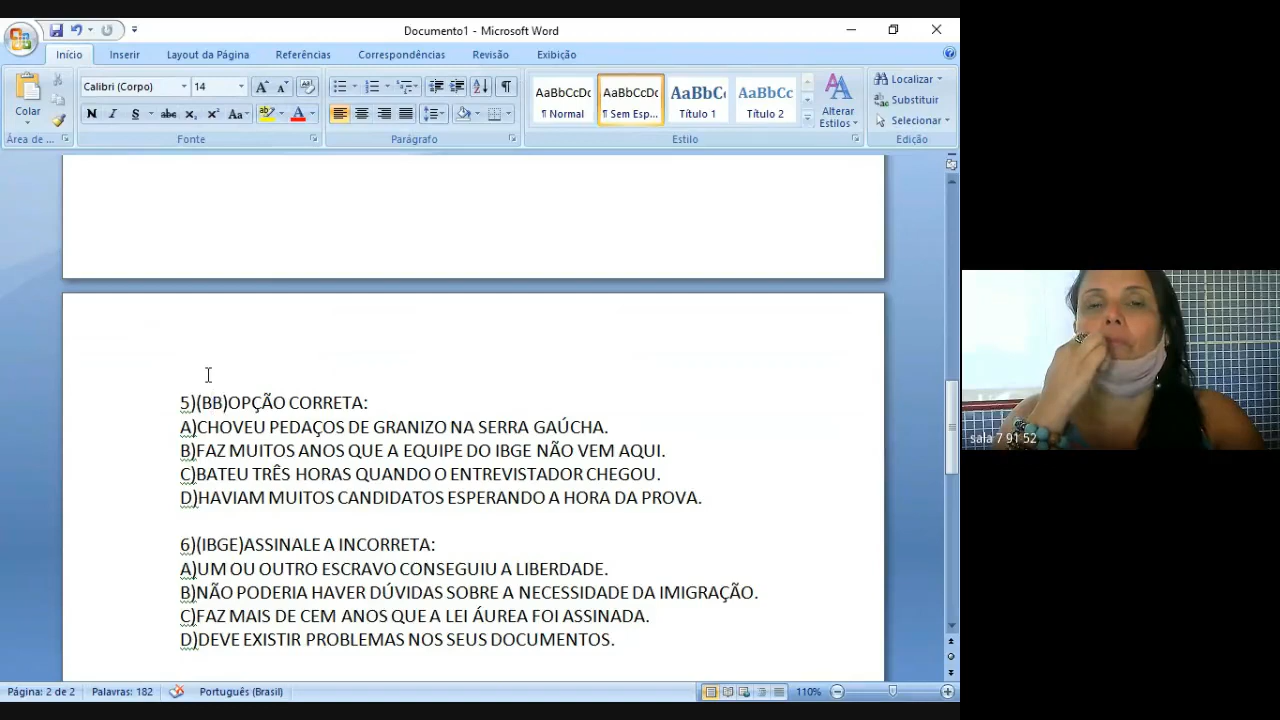 Documento1 - Microsoft Word
Início Inserir Layout da Página Referências Correspondências Revisão Exibição
Colar
Área de...
Calibri (Corpo) 14
N I S abc x₂ x² Aa A
Fonte
Parágrafo
AaBbCcDc AaBbCcDc AaBbC AaBbCc
¶ Normal ¶ Sem Esp... Título 1 Título 2
Alterar Estilos
Estilo
Localizar
Substituir
Selecionar
Edição
5)(BB)OPÇÃO CORRETA:
A)CHOVEU PEDAÇOS DE GRANIZO NA SERRA GAÚCHA.
B)FAZ MUITOS ANOS QUE A EQUIPE DO IBGE NÃO VEM AQUI.
C)BATEU TRÊS HORAS QUANDO O ENTREVISTADOR CHEGOU.
D)HAVIAM MUITOS CANDIDATOS ESPERANDO A HORA DA PROVA.
6)(IBGE)ASSINALE A INCORRETA:
A)UM OU OUTRO ESCRAVO CONSEGUIU A LIBERDADE.
B)NÃO PODERIA HAVER DÚVIDAS SOBRE A NECESSIDADE DA IMIGRAÇÃO.
C)FAZ MAIS DE CEM ANOS QUE A LEI ÁUREA FOI ASSINADA.
D)DEVE EXISTIR PROBLEMAS NOS SEUS DOCUMENTOS.
sala 7 91 52
Página: 2 de 2 Palavras: 182 Português (Brasil) 110%